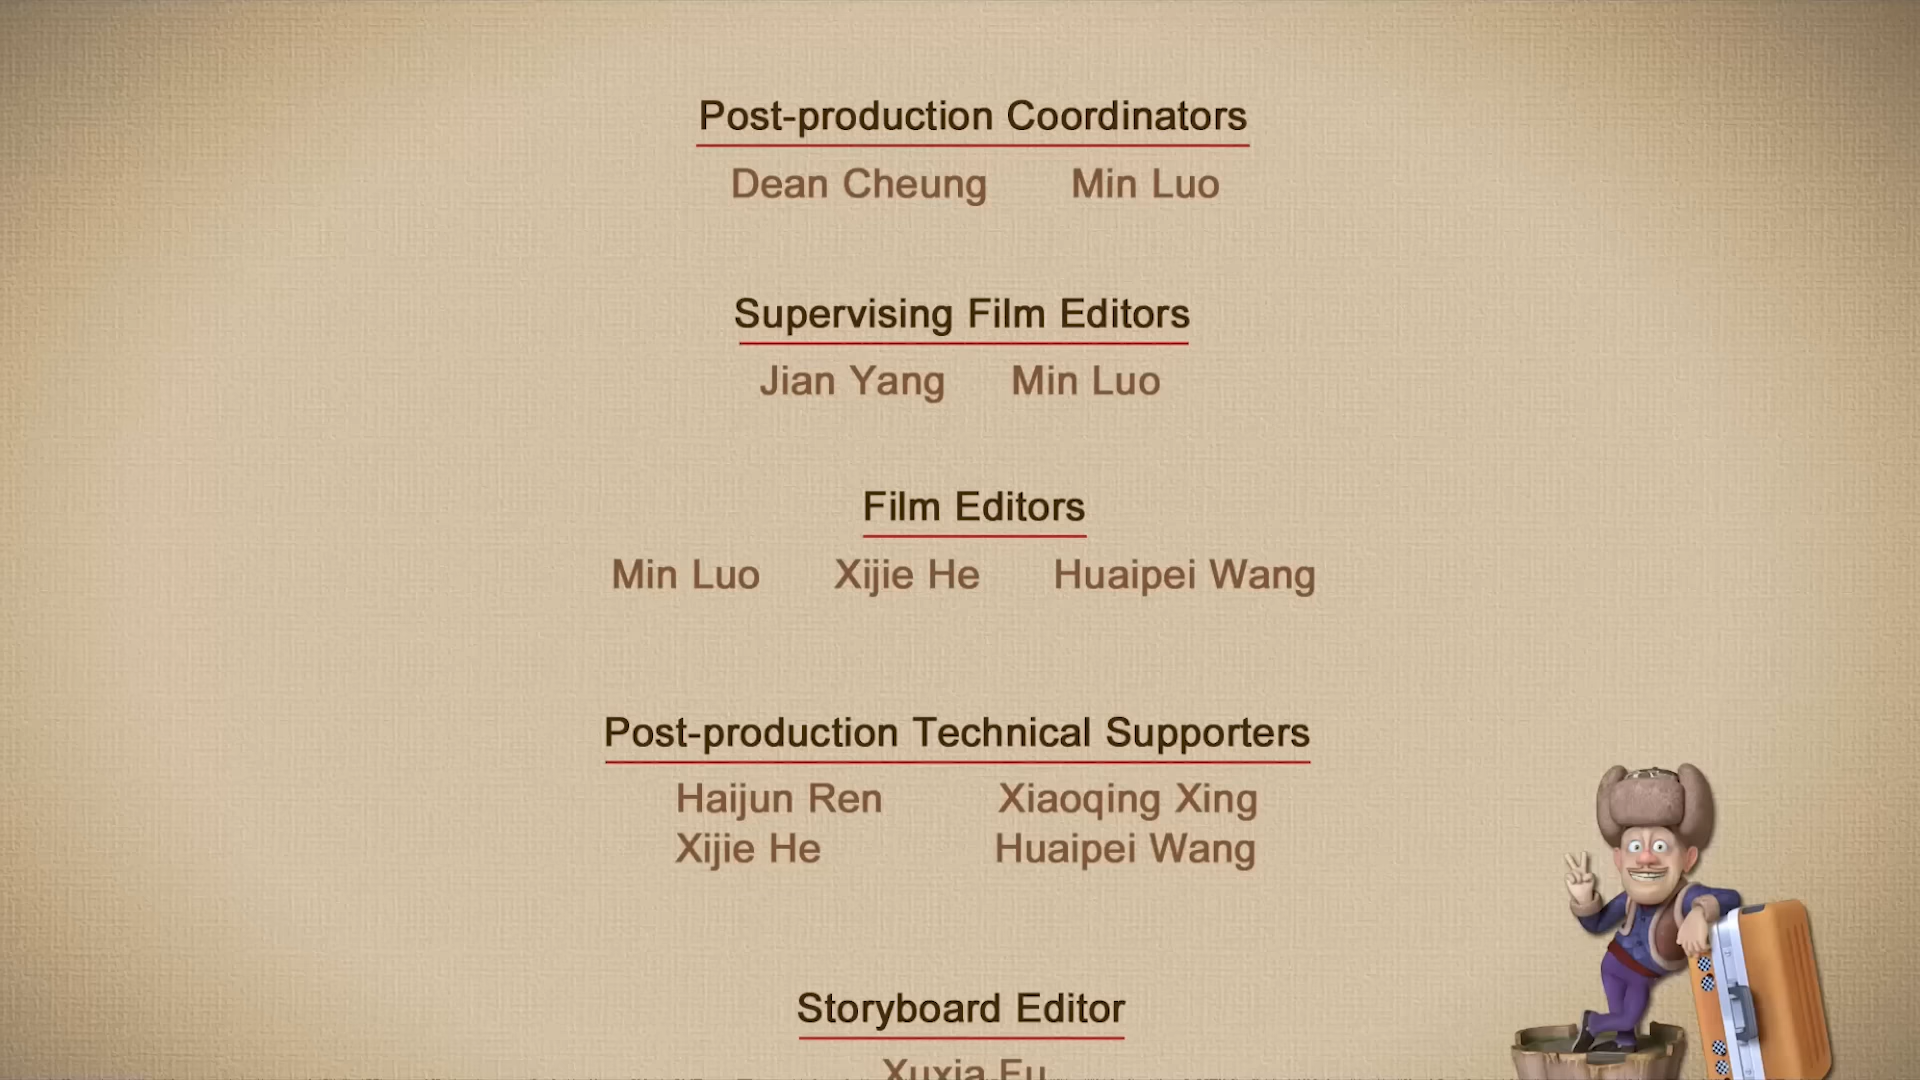 Post-production Coordinators
Dean Cheung Min Luo
Supervising Film Editors
Jian Yang Min Luo
Film Editors
Min Luo Xijie He Huaipei Wang
Post-production Technical Supporters
Haijun Ren Xiaoqing Xing
Xijie He Huaipei Wang
Storyboard Editor